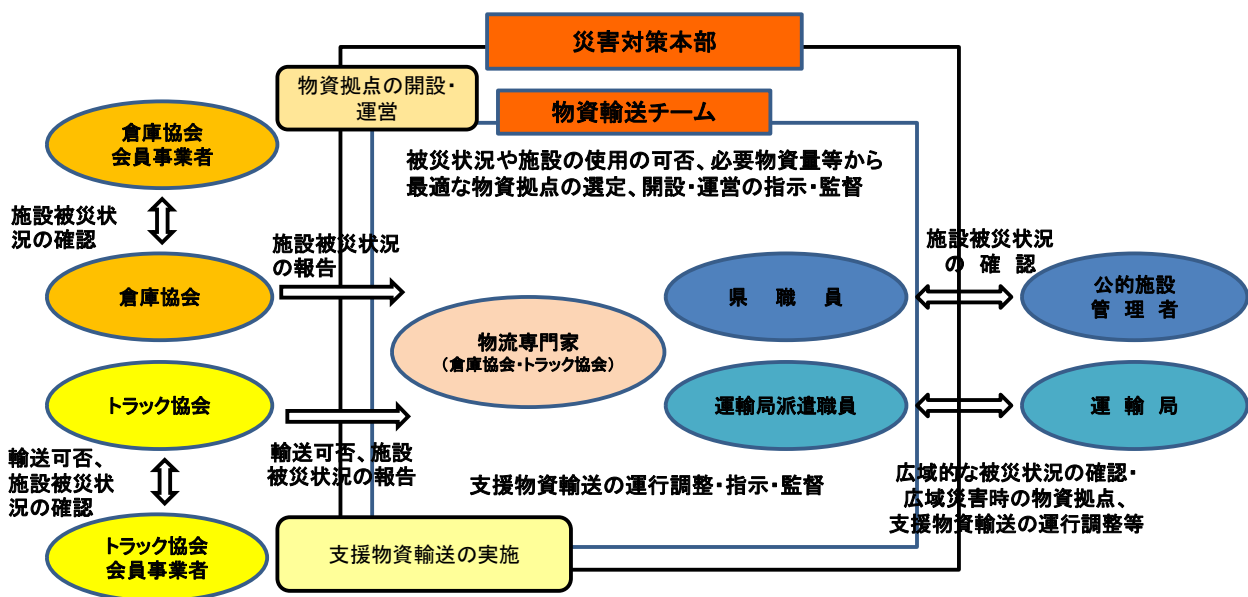 災害対策本部
物資拠点の開設・
運営
物資輸送チーム
倉庫協会
会員事業者
被災状況や施設の使用の可否、必要物資量等から
最適な物資拠点の選定、開設・運営の指示・監督
施設被災状
況の確認
施設被災状況
の報告
施設被災状況
の 確 認
倉庫協会
県 職 員
公的施設
管 理 者
物流専門家
(倉庫協会・トラック協会)
トラック協会
運輸局派遣職員
運 輸 局
輸送可否、
施設被災状
況の確認
輸送可否、施設
被災状況の報告
支援物資輸送の運行調整・指示・監督
広域的な被災状況の確認・
広域災害時の物資拠点、
支援物資輸送の運行調整等
トラック協会
会員事業者
支援物資輸送の実施